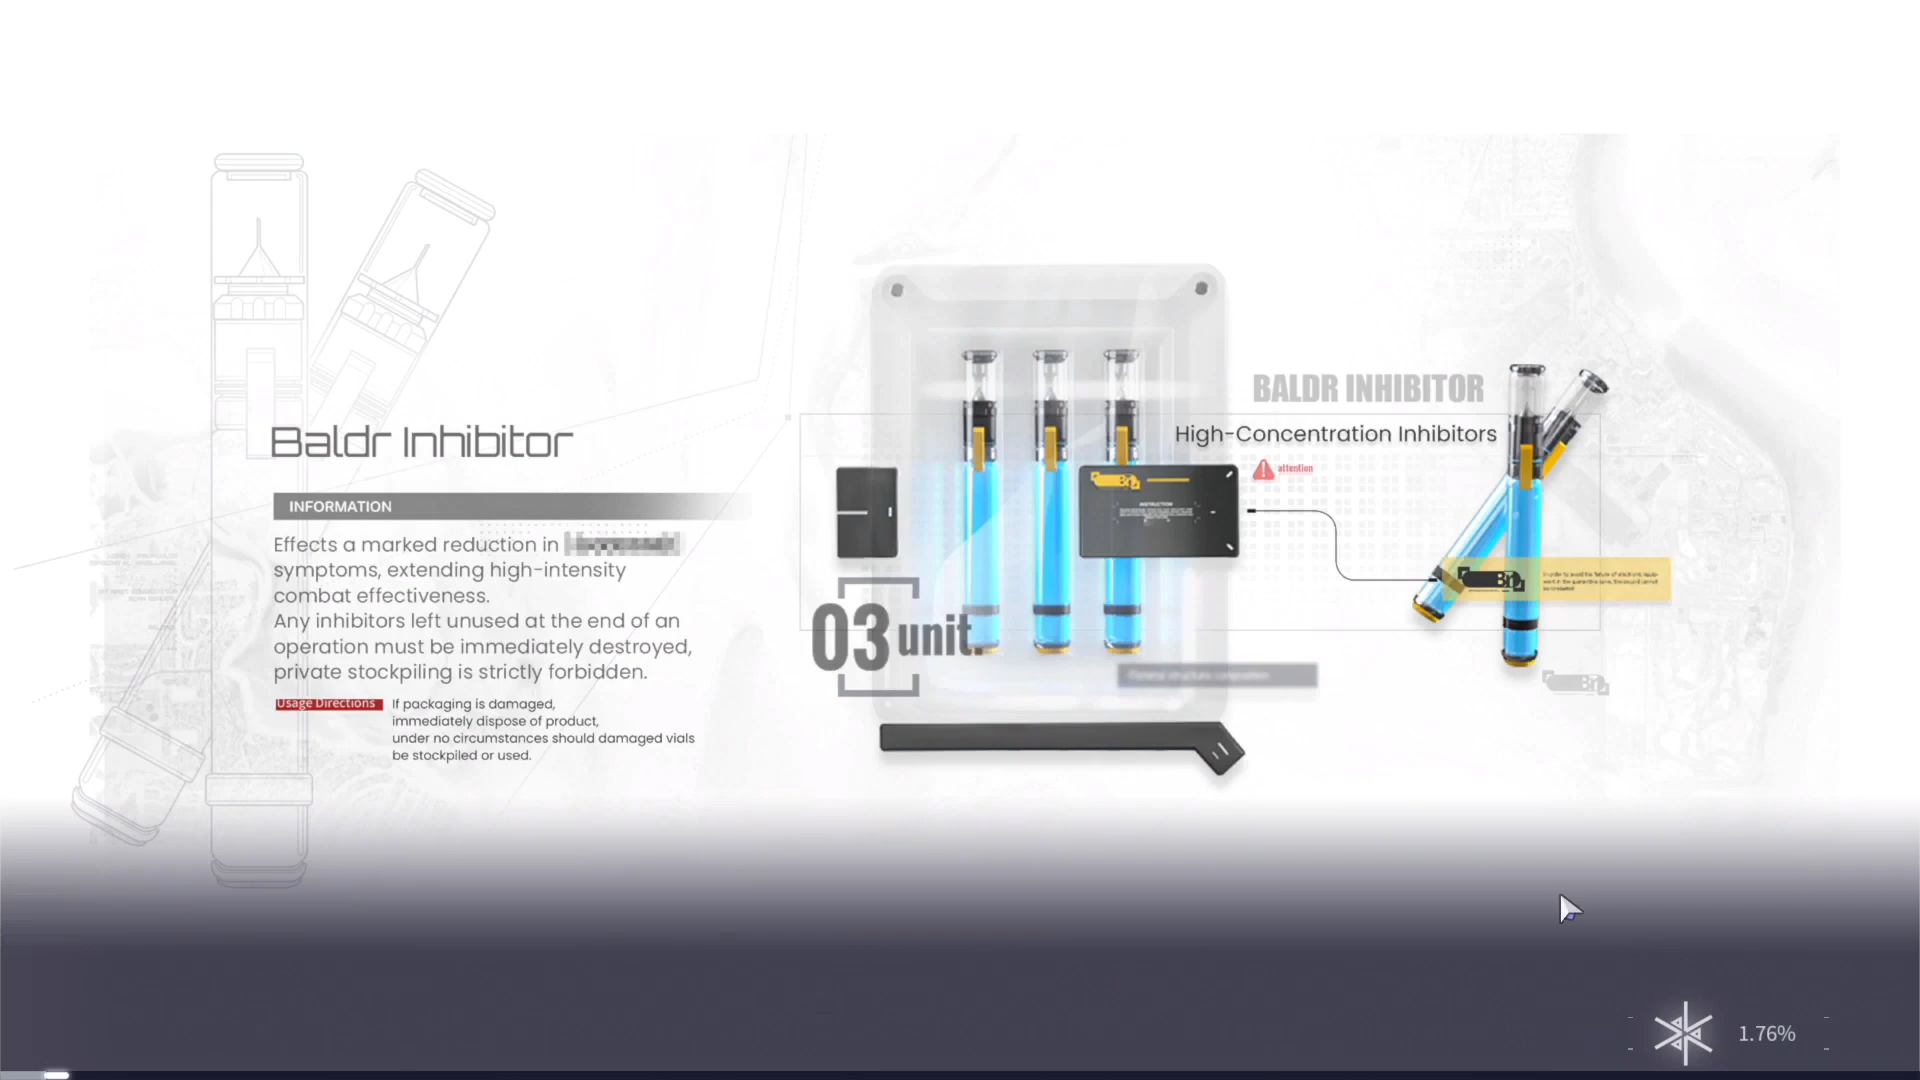 Baldr Inhibitor
INFORMATION
Effects a marked reduction in
symptoms, extending high-intensity
combat effectiveness.
Any inhibitors left unused at the end of an
operation must be immediately destroyed,
private stockpiling is strictly forbidden.
Usage Directions
If packaging is damaged,
immediately dispose of product,
under no circumstances should damaged vials
be stockpiled or used.
BALDR INHIBITOR
High-Concentration Inhibitors
attention
INSTRUCTION
03 unit.
1.76%